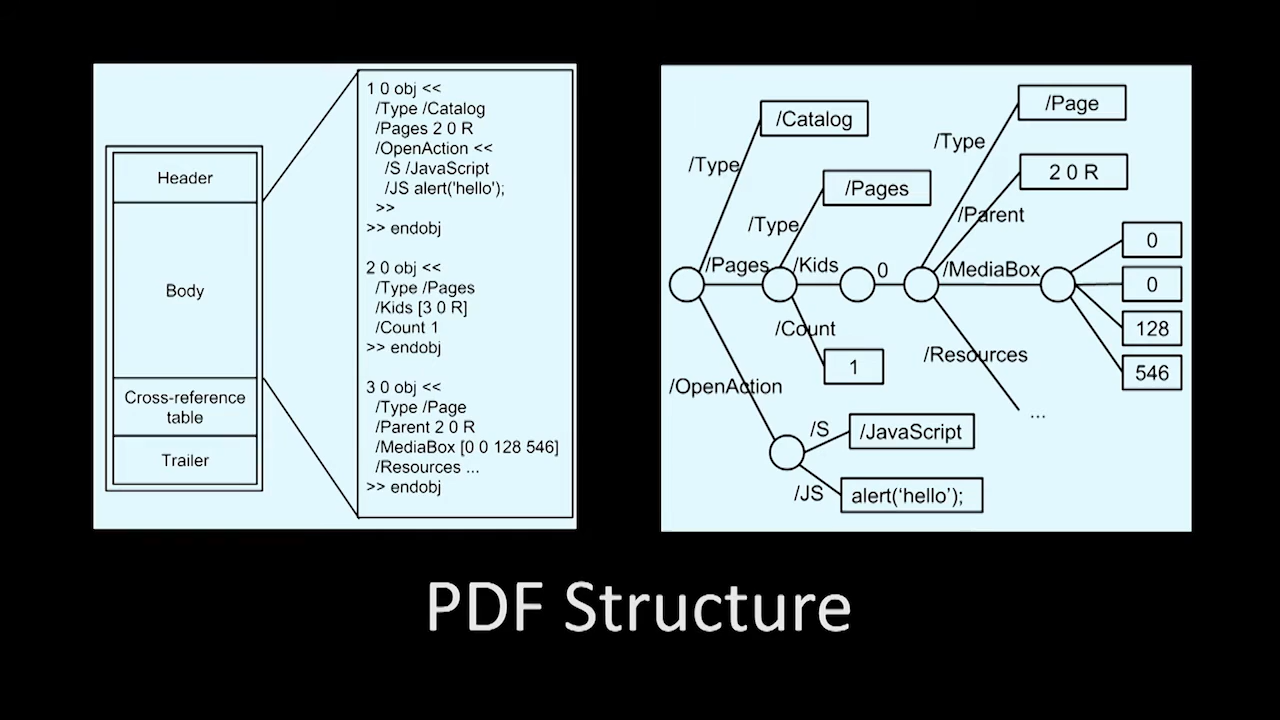 Header
Body
Cross-reference
table
Trailer
1 0 obj <<
/Type /Catalog
/Pages 2 0 R
/OpenAction <<
/S /JavaScript
/JS alert('hello');
>>
>> endobj
2 0 obj <<
/Type /Pages
/Kids [3 0 R]
/Count 1
>> endobj
3 0 obj <<
/Type /Page
/Parent 2 0 R
/MediaBox [0 0 128 546]
/Resources ...
>> endobj
/Catalog
/Type
/Pages
/Type
/Pages
/Kids
0
/Count
1
/OpenAction
/S
/JavaScript
/JS
alert(‘hello’);
/Page
/Type
2 0 R
/Parent
/MediaBox
0
0
128
546
/Resources
...
PDF Structure